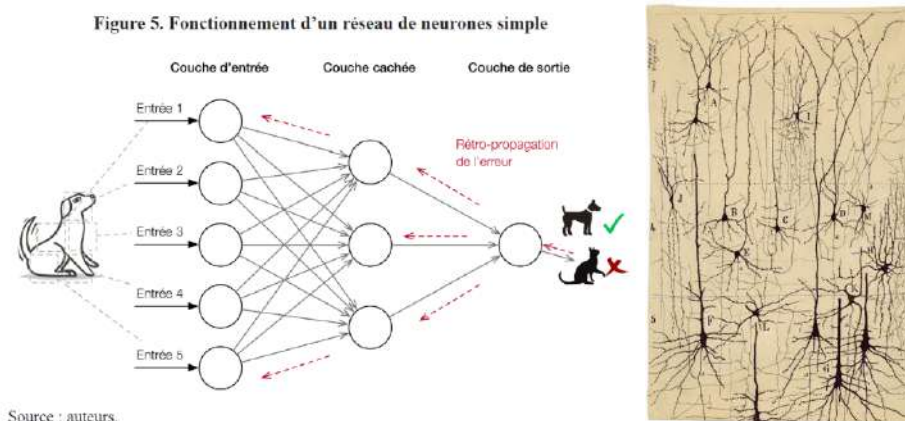 Figure 5. Fonctionnement d’un réseau de neurones simple
Couche d’entrée
Couche cachée
Couche de sortie
Entrée 1
Entrée 2
Entrée 3
Entrée 4
Entrée 5
Rétro-propagation
de l’erreur
Source : auteurs.
A
I
J
B
C
D
F
E
5